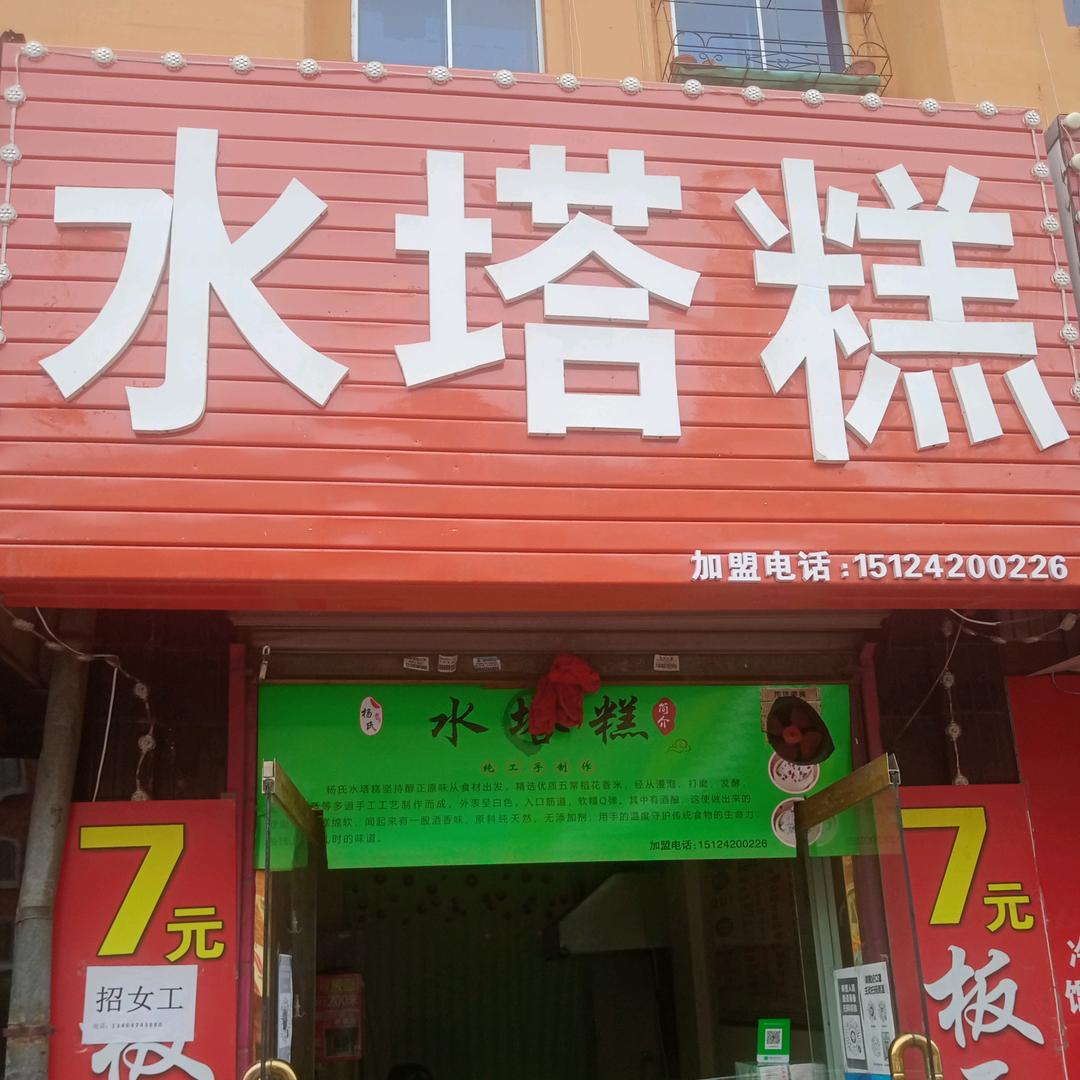 水塔糕
加盟电话:15124200226
杨氏
水塔糕
简介
纯工手制作
杨氏水塔糕坚持醇正原味从食材出发，精选优质五常稻花香米，经从漫泡、打磨、发酵、
等多道手工工艺制作而成，外表呈白色，入口筋道，软糯Q弹。其中有酒酿，这使做出来的
绵软，闻起来有一股酒香味，原料纯天然，无添加剂，用手的温度守护传统食物的生命力，
儿时的味道。
加盟电话:15124200226
7元
招女工
7元
板